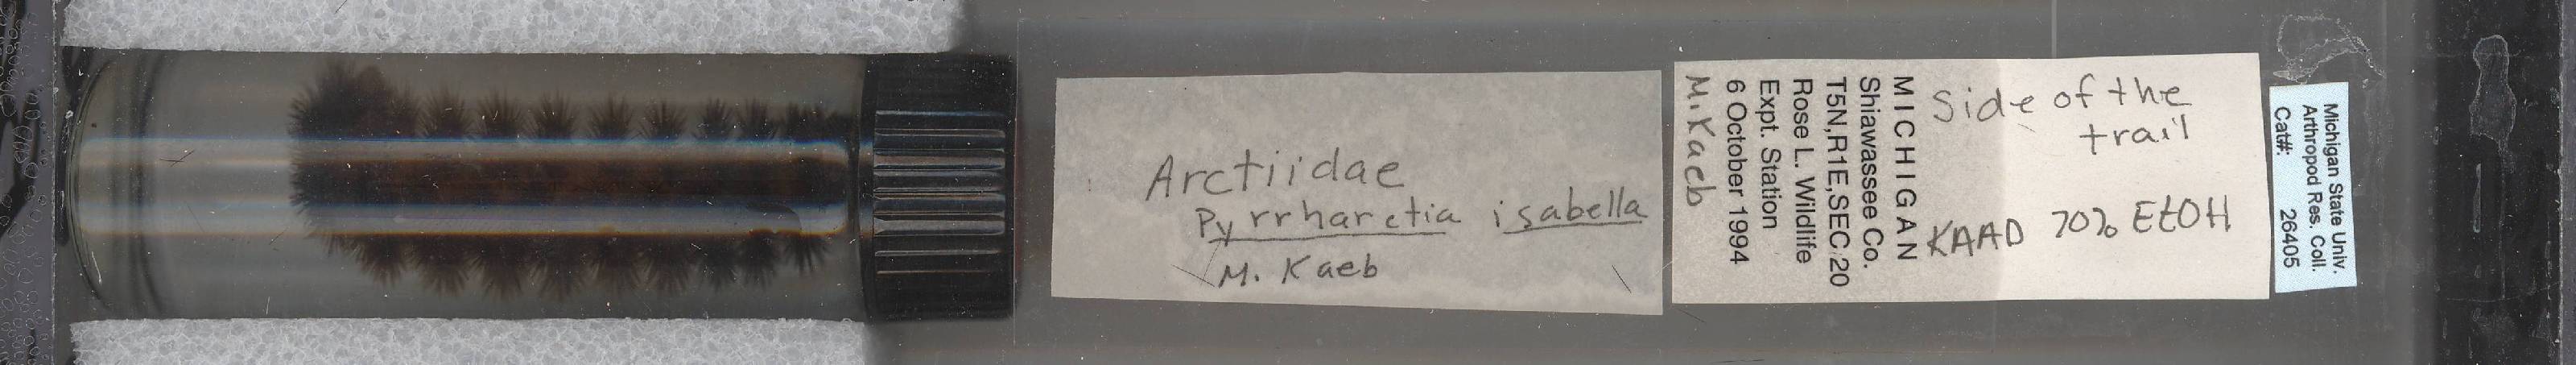 Arctiidae
Pyrrharctia isabella
M. Kaeb
MICHIGAN
Shiawassee Co.
T5N,R1E,SEC.20
Rose L. Wildlife
Expt. Station
6 October 1994
M. Kaeb
side of the
trail
KAAD 70% EtOH
Michigan State Univ.
Arthropod Res. Coll.
Cat#: 26405